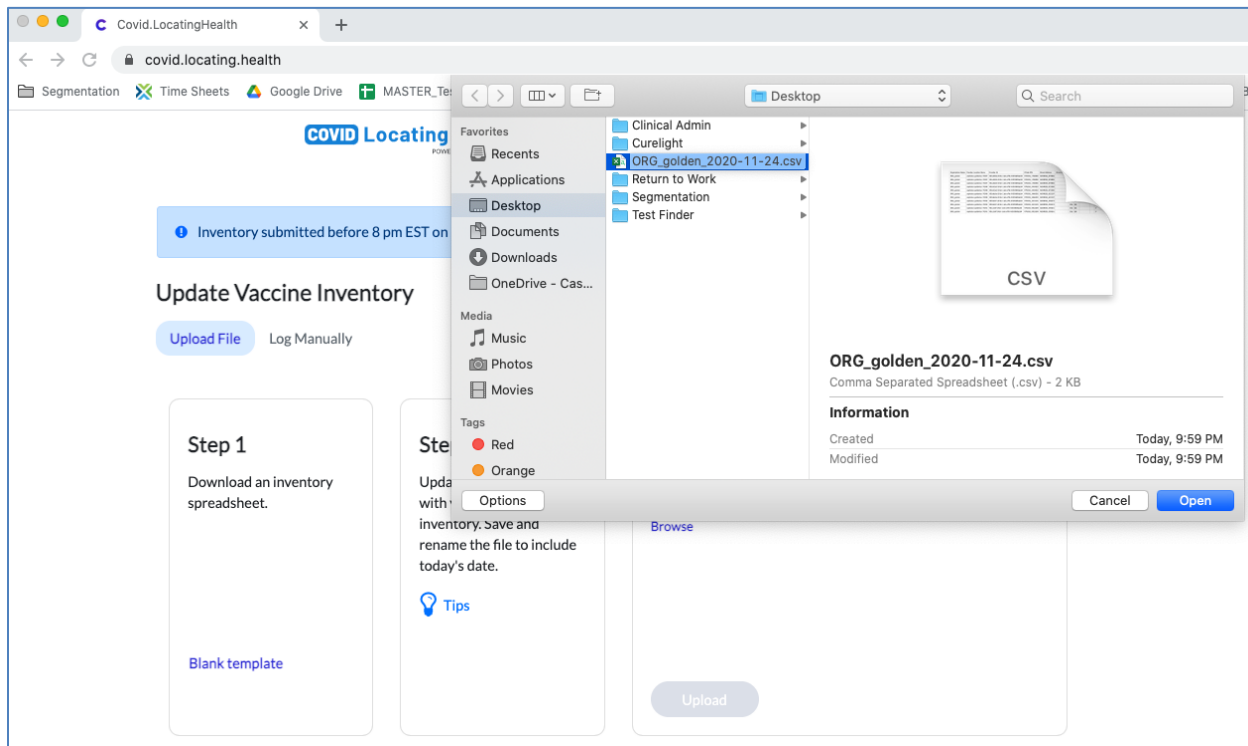 Covid.LocatingHealth
covid.locating.health
Segmentation Time Sheets Google Drive MASTER_Te
Desktop Search
COVID Locating
Inventory submitted before 8 pm EST on
Update Vaccine Inventory
Upload File Log Manually
Favorites
Recents
Applications
Desktop
Documents
Downloads
OneDrive - Cas...
Media
Music
Photos
Movies
Tags
Red
Orange
Clinical Admin
Curelight
ORG_golden_2020-11-24.csv
Return to Work
Segmentation
Test Finder
CSV
ORG_golden_2020-11-24.csv
Comma Separated Spreadsheet (.csv) - 2 KB
Information
Created Today, 9:59 PM
Modified Today, 9:59 PM
Options Cancel Open
Step 1
Download an inventory
spreadsheet.
Blank template
Ste
Upda
with
inventory. Save and
rename the file to include
today's date.
Tips
Browse
Upload